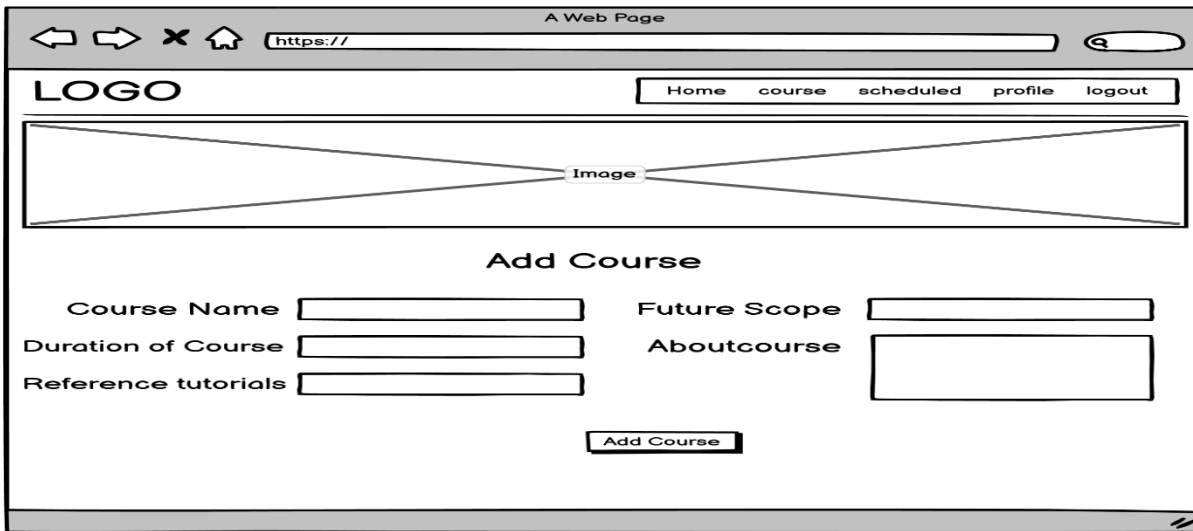 A Web Page
https://
LOGO
Home course scheduled profile logout
Image
Add Course
Course Name
Future Scope
Duration of Course
Aboutcourse
Reference tutorials
Add Course